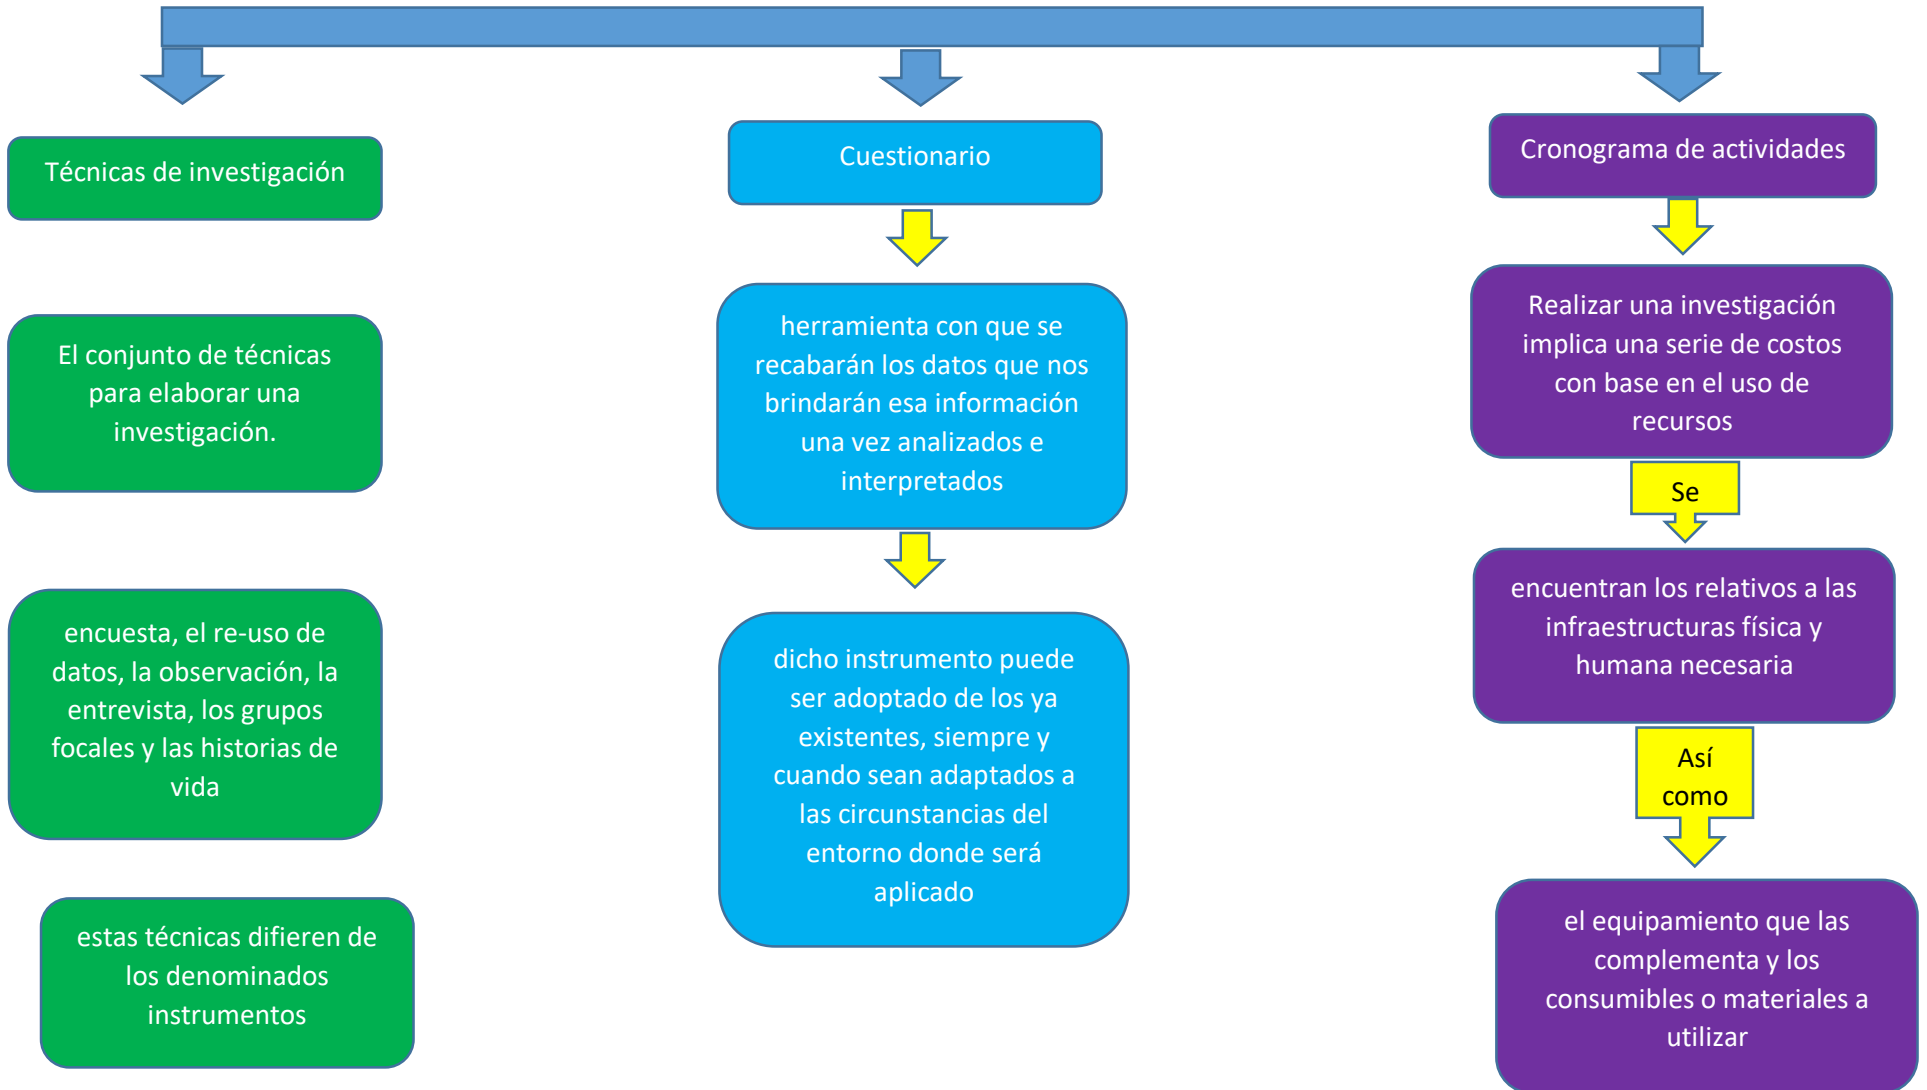 Técnicas de investigación
El conjunto de técnicas
para elaborar una
investigación.
encuesta, el re-uso de
datos, la observación, la
entrevista, los grupos
focales y las historias de
vida
estas técnicas difieren de
los denominados
instrumentos
Cuestionario
herramienta con que se
recabarán los datos que nos
brindarán esa información
una vez analizados e
interpretados
dicho instrumento puede
ser adoptado de los ya
existentes, siempre y
cuando sean adaptados a
las circunstancias del
entorno donde será
aplicado
Cronograma de actividades
Realizar una investigación
implica una serie de costos
con base en el uso de
recursos
Se
encuentran los relativos a las
infraestructuras física y
humana necesaria
Así
como
el equipamiento que las
complementa y los
consumibles o materiales a
utilizar